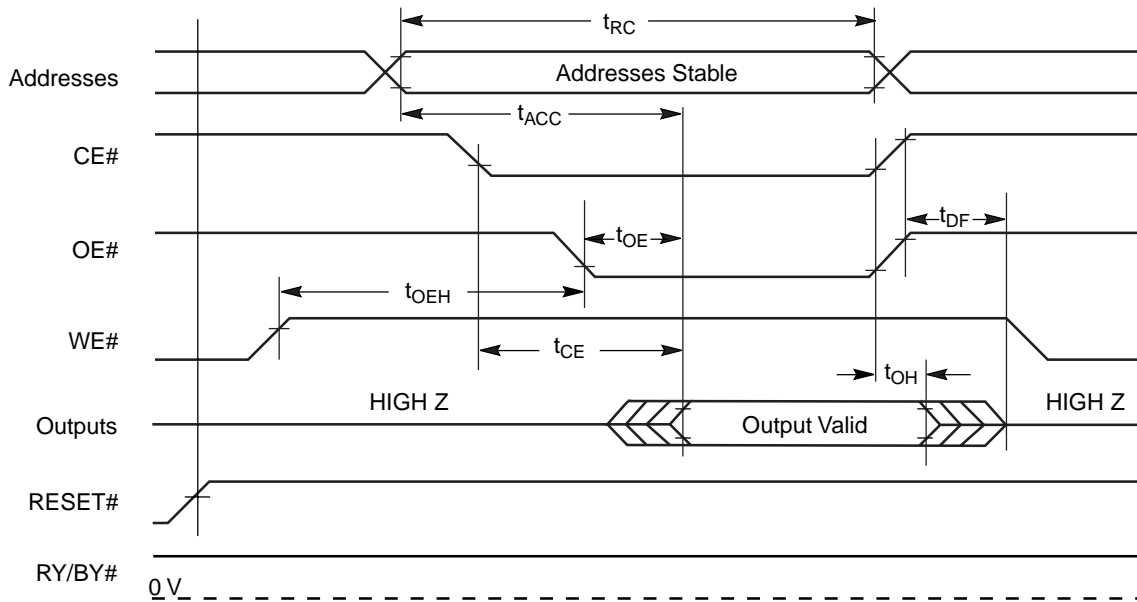 tRC
Addresses
Addresses Stable
tACC
CE#
tDF
OE#
tOE
tOEH
WE#
tCE
tOH
HIGH Z
HIGH Z
Outputs
Output Valid
RESET#
RY/BY#
0 V